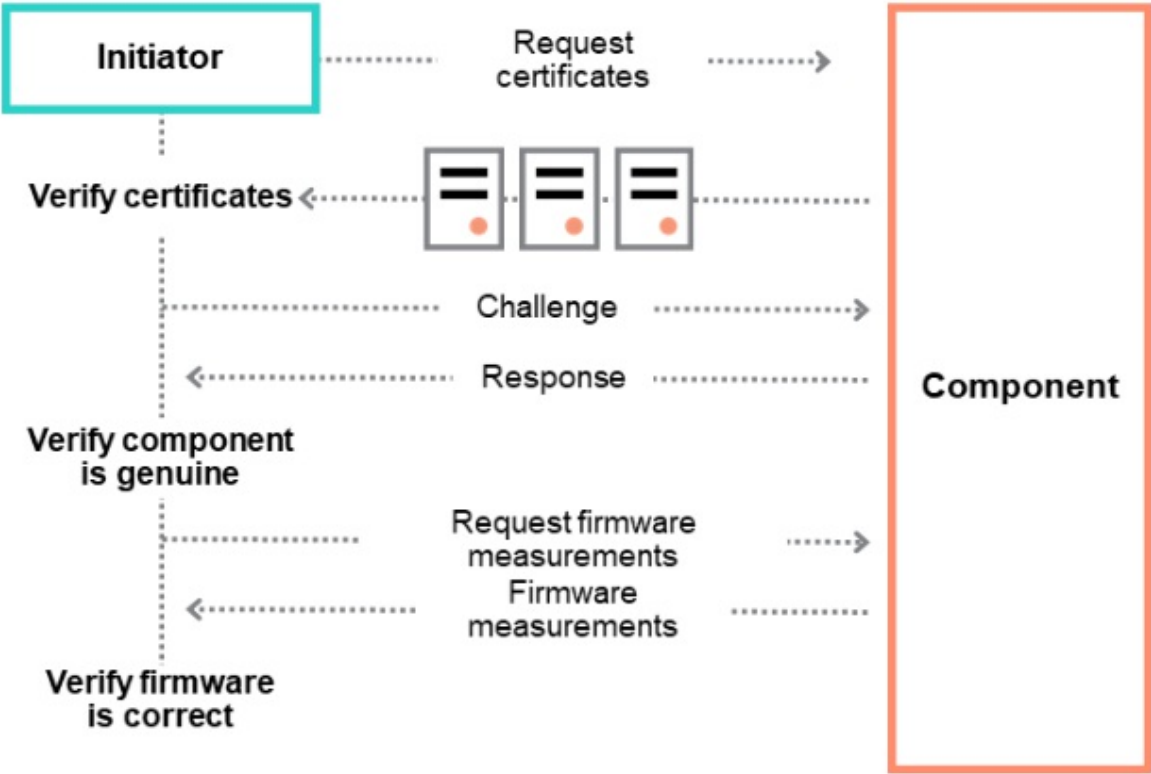 Initiator
Request
certificates
Verify certificates
Challenge
Response
Component
Verify component
is genuine
Request firmware
measurements
Firmware
measurements
Verify firmware
is correct